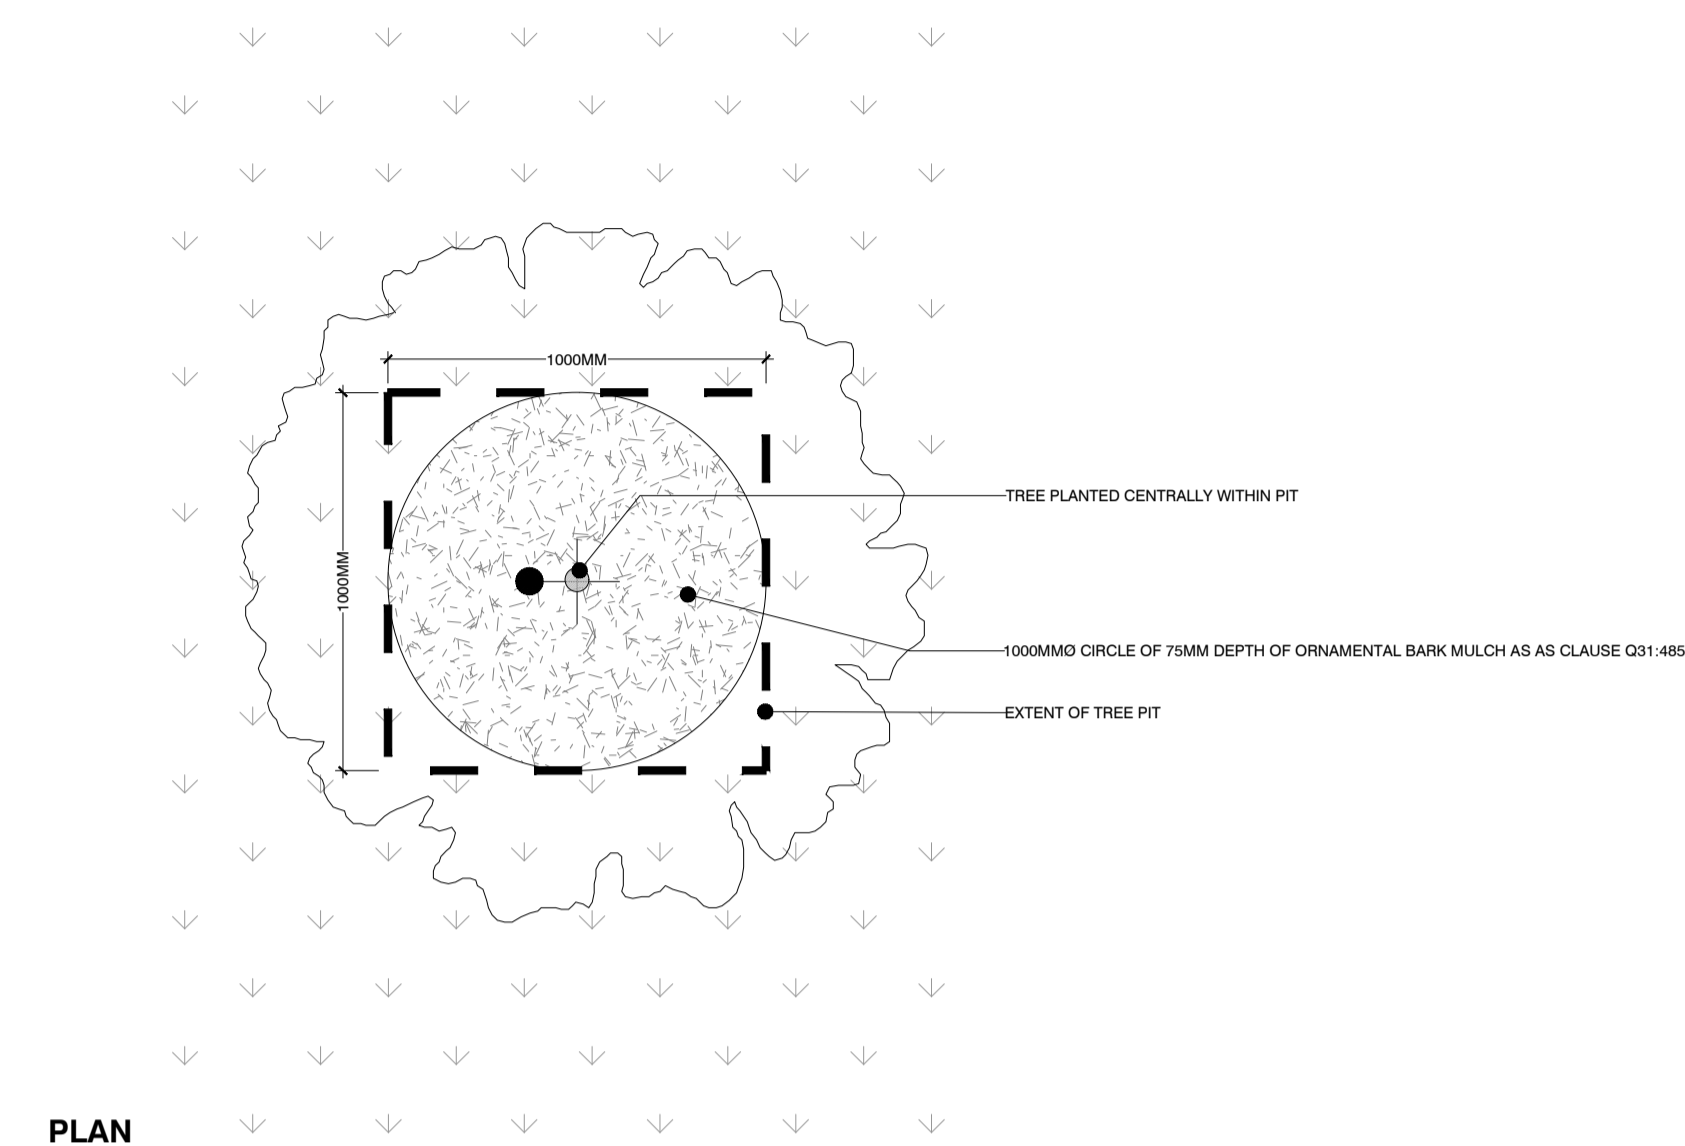 1000MM
TREE PLANTED CENTRALLY WITHIN PIT
1000MM
1000MMØ CIRCLE OF 75MM DEPTH OF ORNAMENTAL BARK MULCH AS AS CLAUSE Q31:485
EXTENT OF TREE PIT
PLAN